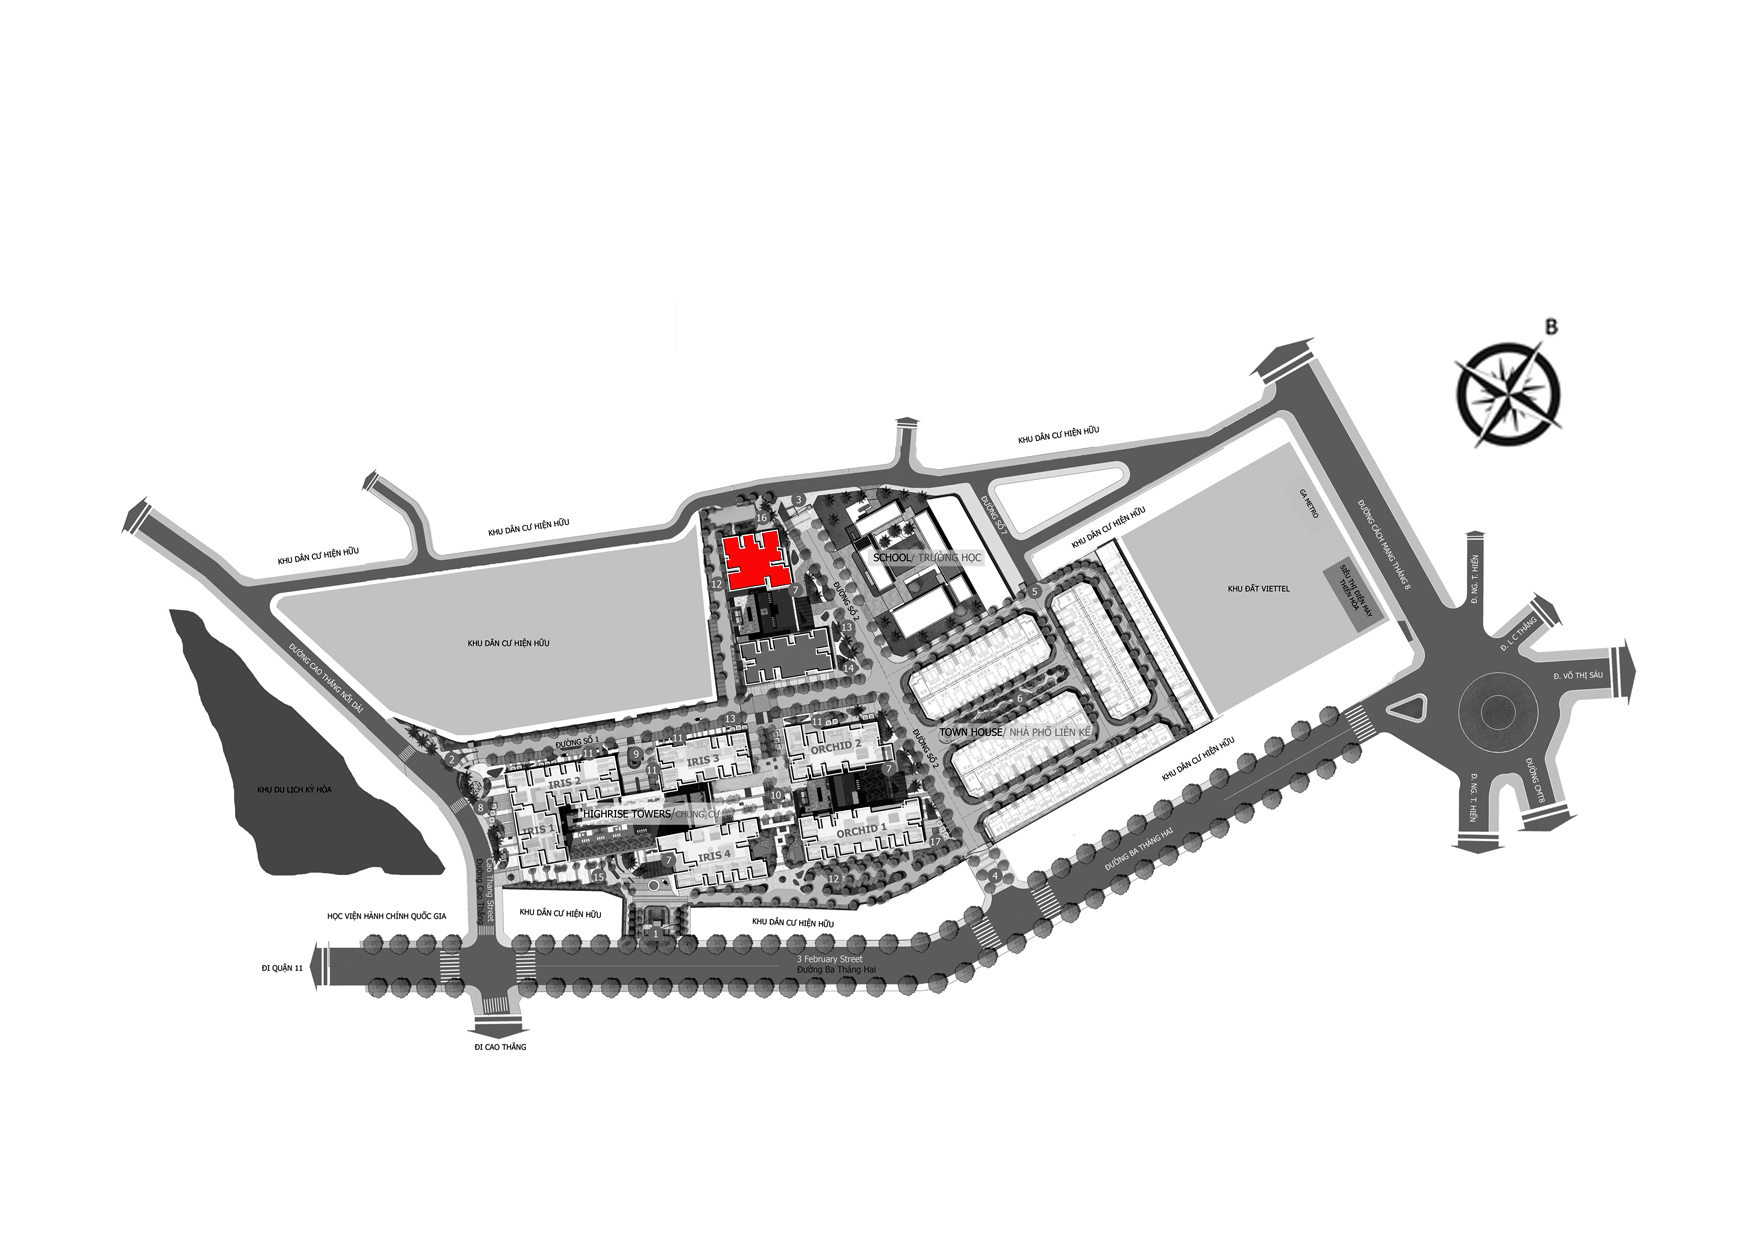 B
KHU DÂN CƯ HIỆN HỮU
KHU DÂN CƯ HIỆN HỮU
KHU DÂN CƯ HIỆN HỮU
KHU DÂN CƯ HIỆN HỮU
GA METRO
ĐƯỜNG CÁCH MẠNG THÁNG 8
3
16
ĐƯỜNG SỐ 7
SCHOOL/ TRƯỜNG HỌC
KHU ĐẤT VIETTEL
SIÊU THỊ ĐIỆN MÁY
THIÊN HÒA
Đ. NG. T. HIỀN
Đ. L C THẮNG
Đ. VÕ THỊ SÁU
12
7
5
ĐƯỜNG SỐ 2
13
14
KHU DÂN CƯ HIỆN HỮU
ĐƯỜNG CAO THẮNG NỐI DÀI
6
13
11
TOWN HOUSE/ NHÀ PHỐ LIÊN KẾ
ĐƯỜNG SỐ 1
11
9
11
IRIS 3
ORCHID 2
ĐƯỜNG SỐ 2
KHU DÂN CƯ HIỆN HỮU
2
11
7
KHU DU LỊCH KỲ HÒA
IRIS 2
10
8
HIGHRISE TOWERS/CHUNG CƯ
IRIS 1
ORCHID 1
17
Đ. NG. T. HIỀN
ĐƯỜNG CMT8
IRIS 4
7
15
12
4
ĐƯỜNG BA THÁNG HAI
Cao Thang Street
Đường Cao Thắng
HỌC VIỆN HÀNH CHÍNH QUỐC GIA
KHU DÂN CƯ HIỆN HỮU
KHU DÂN CƯ HIỆN HỮU
1
3 February Street
Đường Ba Tháng Hai
ĐI QUẬN 11
ĐI CAO THẮNG